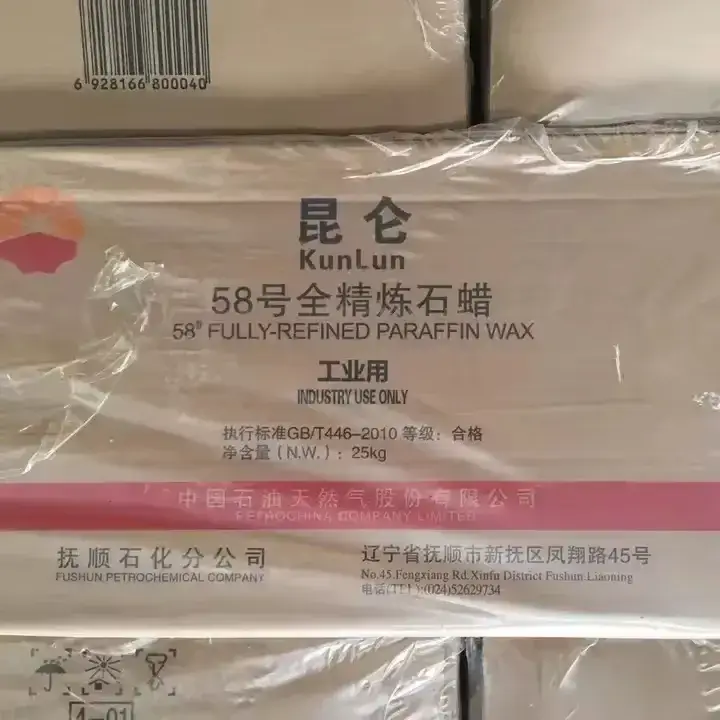 6 928166 800040
昆仑
KunLun
58号全精炼石蜡
58# FULLY-REFINED PARAFFIN WAX
工业用
INDUSTRY USE ONLY
执行标准GB/T446-2010 等级：合格
净含量（N.W.）：25kg
中国石油天然气股份有限公司
PETROCHINA COMPANY LIMITED
抚顺石化分公司
FUSHUN PETROCHEMICAL COMPANY
辽宁省抚顺市新抚区凤翔路45号
No.45.Fengxiang Rd.Xinfu District Fushun.Liaoning
电话(TEL):(024)52629734
4-01